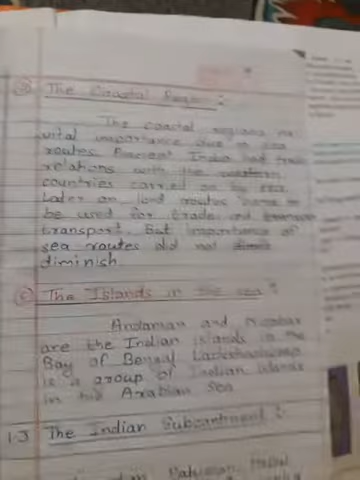 The Coastal Region :
The coastal regions
vital importance due to sea
routes. Ancient India had trade
relations with the western
countries carried on by sea.
Later on land routes came to
be used for trade and
transport. But importance of
sea routes did not
diminish.
The Islands in the sea :
Andaman and Nicobar
are the Indian islands in the
Bay of Bengal Lakshadweep
is a group of Indian islands
in the Arabian Sea
1.3 The Indian Subcontinent :